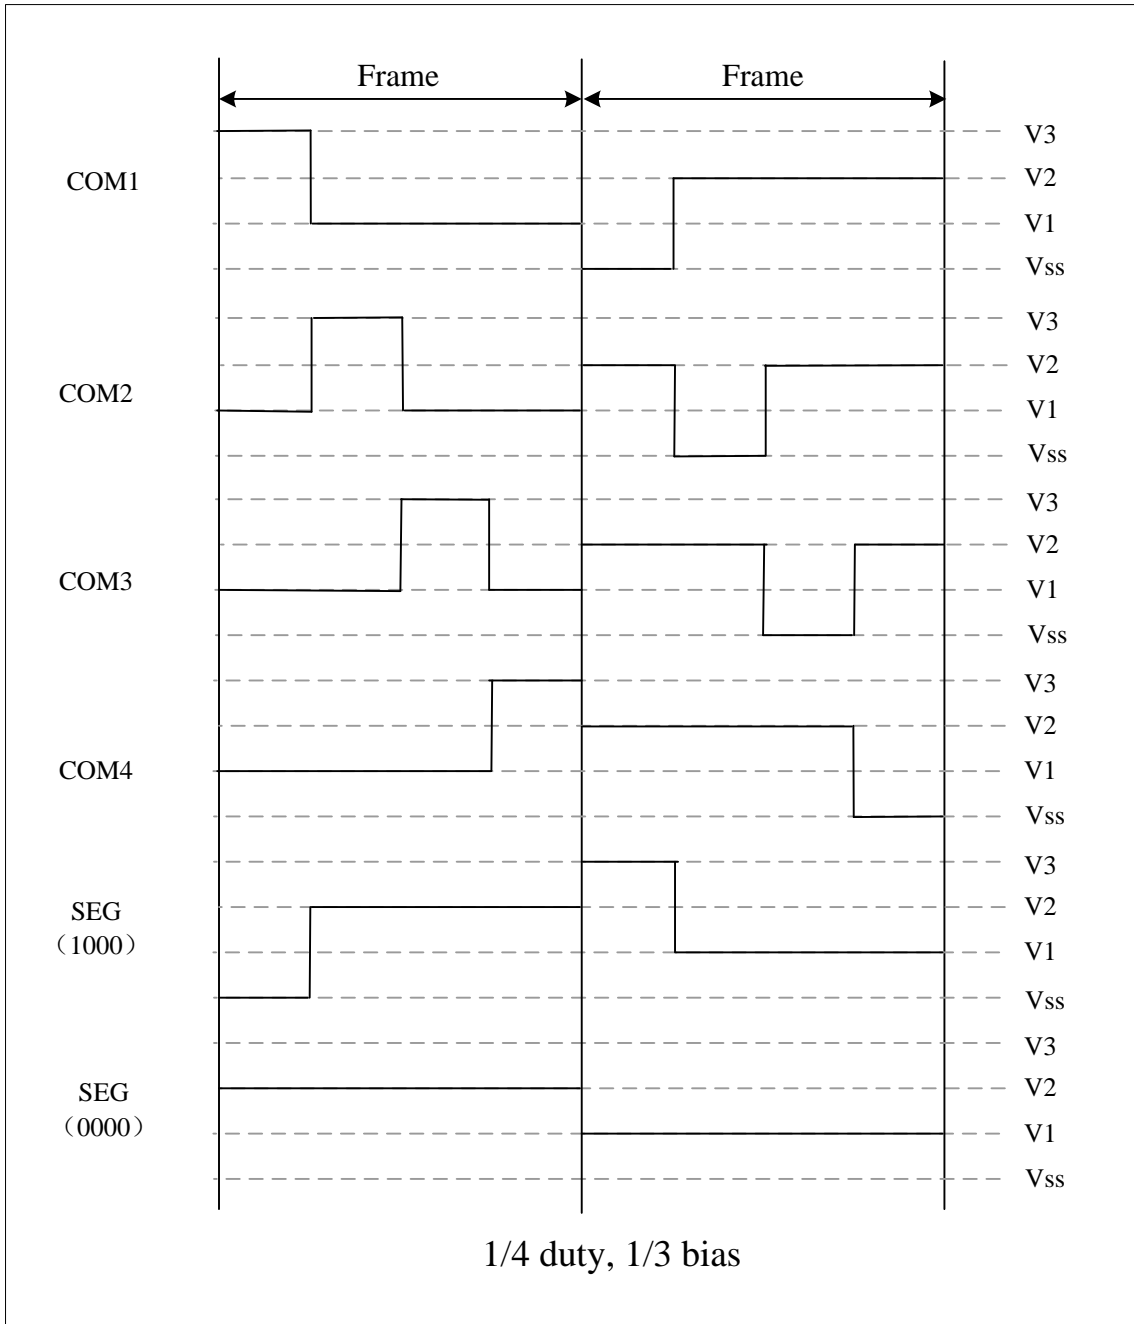 Frame Frame
V3
COM1
V2
V1
Vss
V3
V2
COM2
V1
Vss
V3
V2
COM3
V1
Vss
V3
V2
COM4
V1
Vss
V3
SEG
V2
（1000）
V1
Vss
V3
SEG
V2
（0000）
V1
Vss
1/4 duty, 1/3 bias